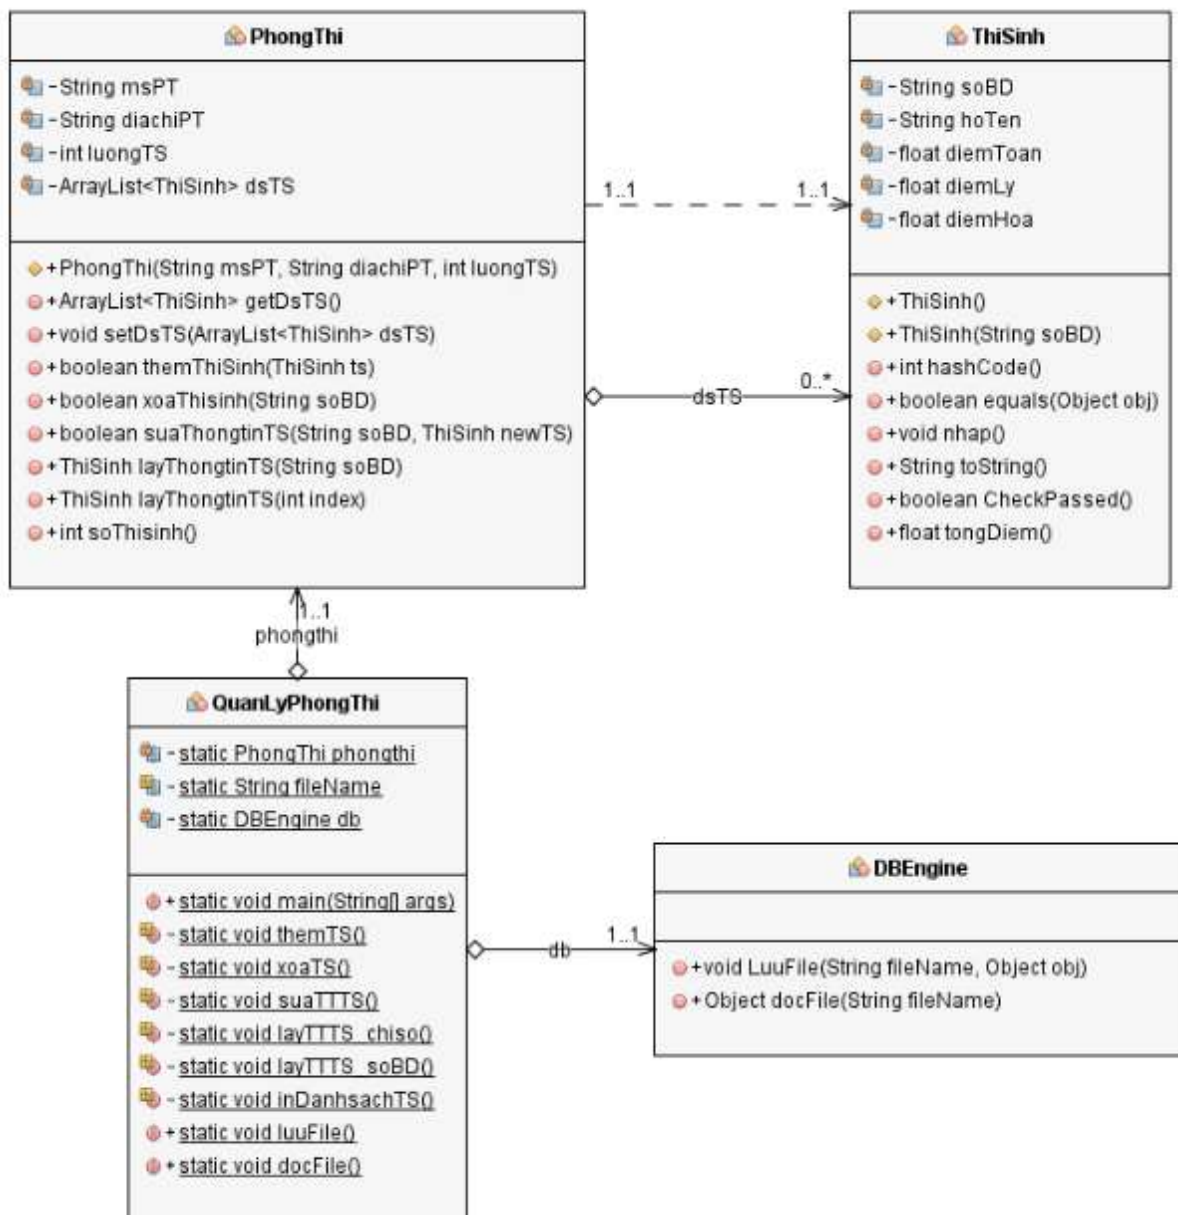 PhongThi
-String msPT
-String diachiPT
-int luongTS
-ArrayList<ThiSinh> dsTS
+PhongThi(String msPT, String diachiPT, int luongTS)
+ArrayList<ThiSinh> getDsTS()
+void setDsTS(ArrayList<ThiSinh> dsTS)
+boolean themThiSinh(ThiSinh ts)
+boolean xoaThisinh(String soBD)
+boolean suaThongtinTS(String soBD, ThiSinh newTS)
+ThiSinh layThongtinTS(String soBD)
+ThiSinh layThongtinTS(int index)
+int soThisinh()
1..1
1..1
dsTS
0..*
ThiSinh
-String soBD
-String hoTen
-float diemToan
-float diemLy
-float diemHoa
+ThiSinh()
+ThiSinh(String soBD)
+int hashCode()
+boolean equals(Object obj)
+void nhap()
+String toString()
+boolean CheckPassed()
+float tongDiem()
1..1
phongthi
QuanLyPhongThi
- static PhongThi phongthi
- static String fileName
- static DBEngine db
+ static void main(String[] args)
- static void themTS()
- static void xoaTS()
- static void suaTTTS()
- static void layTTTS_chiso()
- static void layTTTS_soBD()
- static void inDanhsachTS()
+ static void luuFile()
+ static void docFile()
db
1..1
DBEngine
+void LuuFile(String fileName, Object obj)
+Object docFile(String fileName)